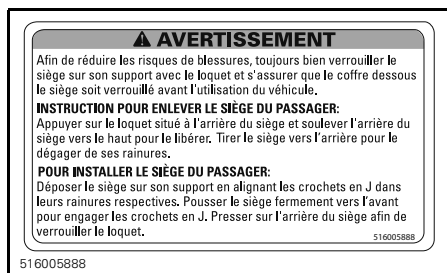 AVERTISSEMENT
Afin de réduire les risques de blessures, toujours bien verrouiller le
siège sur son support avec le loquet et s'assurer que le coffre dessous
le siège soit verrouillé avant l'utilisation du véhicule.
INSTRUCTION POUR ENLEVER LE SIÈGE DU PASSAGER:
Appuyer sur le loquet situé à l'arrière du siège et soulever l'arrière du
siège vers le haut pour le libérer. Tirer le siège vers l'arrière pour le
dégager de ses rainures.
POUR INSTALLER LE SIÈGE DU PASSAGER:
Déposer le siège sur son support en alignant les crochets en J dans
leurs rainures respectives. Pousser le siège fermement vers l'avant
pour engager les crochets en J. Presser sur l'arrière du siège afin de
verrouiller le loquet.
516005888
516005888